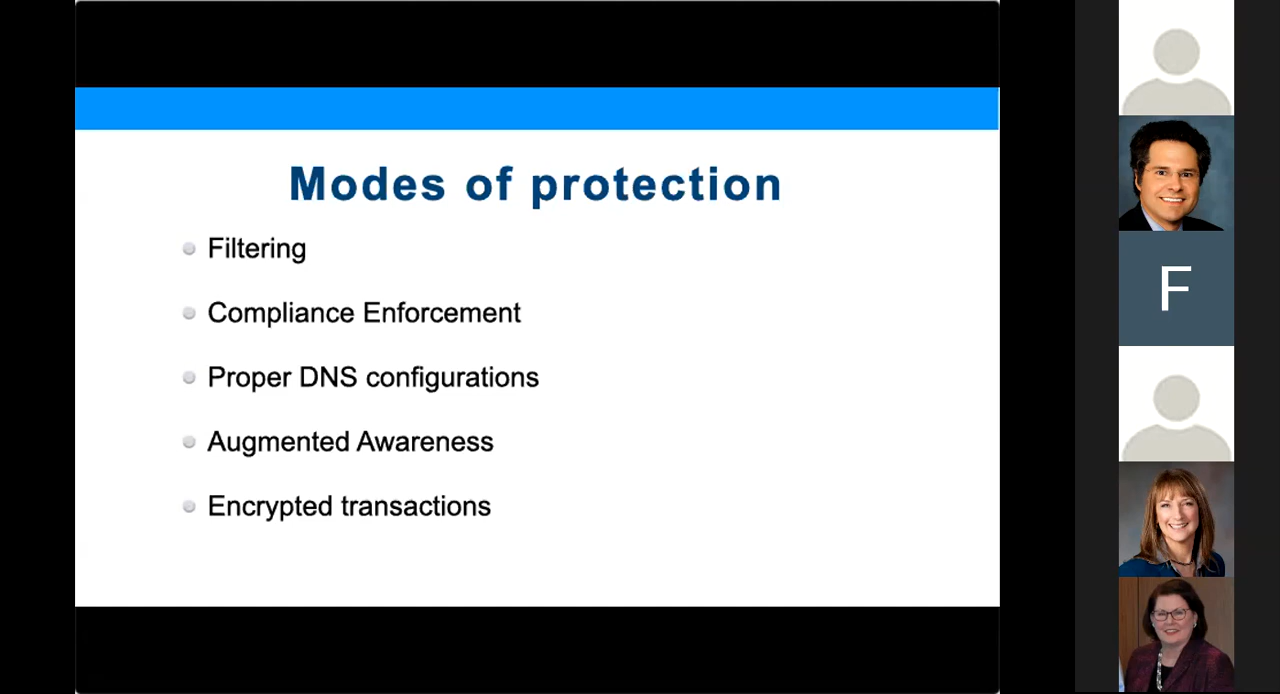 Modes of protection
Filtering
Compliance Enforcement
Proper DNS configurations
Augmented Awareness
Encrypted transactions
F